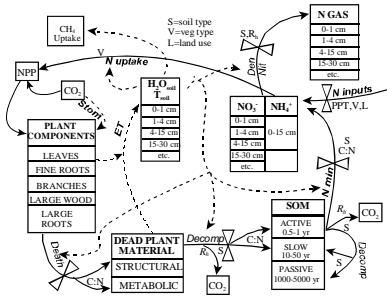 CH4
Uptake
S=soil type
V=veg type
L=land use
S,Rh
N GAS
0-1 cm
1-4 cm
4-15 cm
15-30 cm
etc.
V
N uptake
Den
Nit
NPP
CO2
Stom
H2Osoil
Tsoil
0-1 cm
1-4 cm
4-15 cm
15-30 cm
etc.
ET
NO3-
NH4+
0-1 cm
1-4 cm
4-15 cm
15-30 cm
etc.
0-15 cm
N inputs
PPT,V,L
PLANT
COMPONENTS
LEAVES
FINE ROOTS
BRANCHES
LARGE WOOD
LARGE
ROOTS
S
C:N
N min
Death
C:N
DEAD PLANT
MATERIAL
STRUCTURAL
METABOLIC
Decomp
Rh
S
C:N
CO2
SOM
ACTIVE
0.5-1 yr
SLOW
10-50 yr
PASSIVE
1000-5000 yr
Rh
CO2
S
S
Decomp